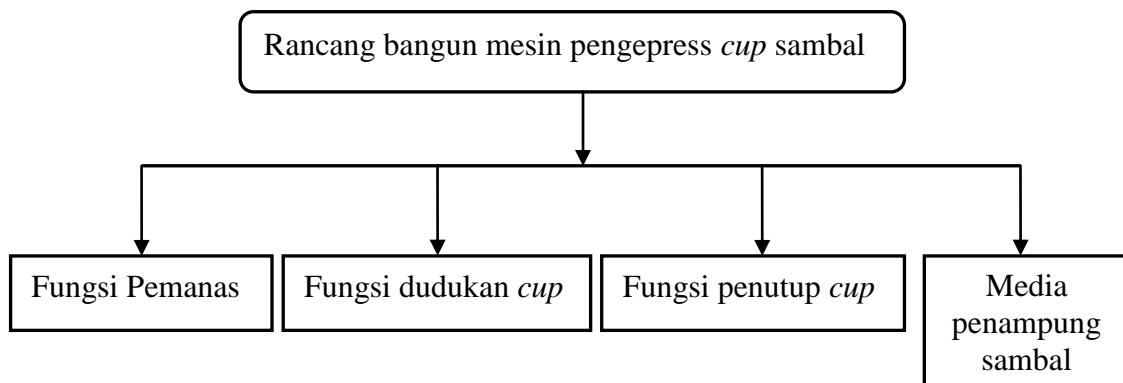 Rancang bangun mesin pengepress cup sambal
Fungsi Pemanas
Fungsi dudukan cup
Fungsi penutup cup
Media
penampung
sambal